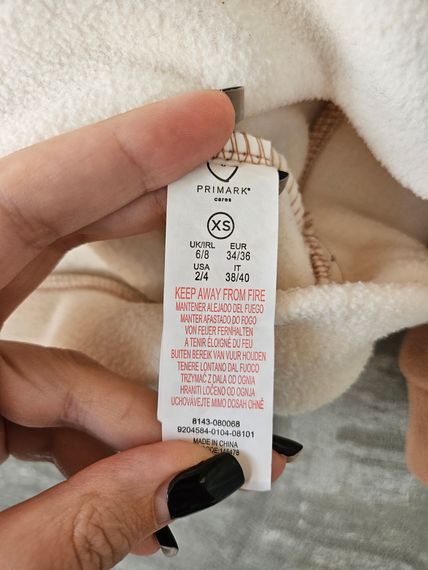 PRIMARK®
cares
XS
UK/IRL EUR
6/8 34/36
USA IT
2/4 38/40
KEEP AWAY FROM FIRE
MANTENER ALEJADO DEL FUEGO
MANTER AFASTADO DO FOGO
VON FEUER FERNHALTEN
A TENIR ÉLOIGNÉ DU FEU
BUITEN BEREIK VAN VUUR HOUDEN
TENERE LONTANO DAL FUOCO
TRZYMAĆ Z DALA OD OGNIA
HRANITI LOČENO OD OGNJA
UCHOVÁVEJTE MIMO DOSAH OHNĚ
8143-080068
9204584-0104-08101
MADE IN CHINA